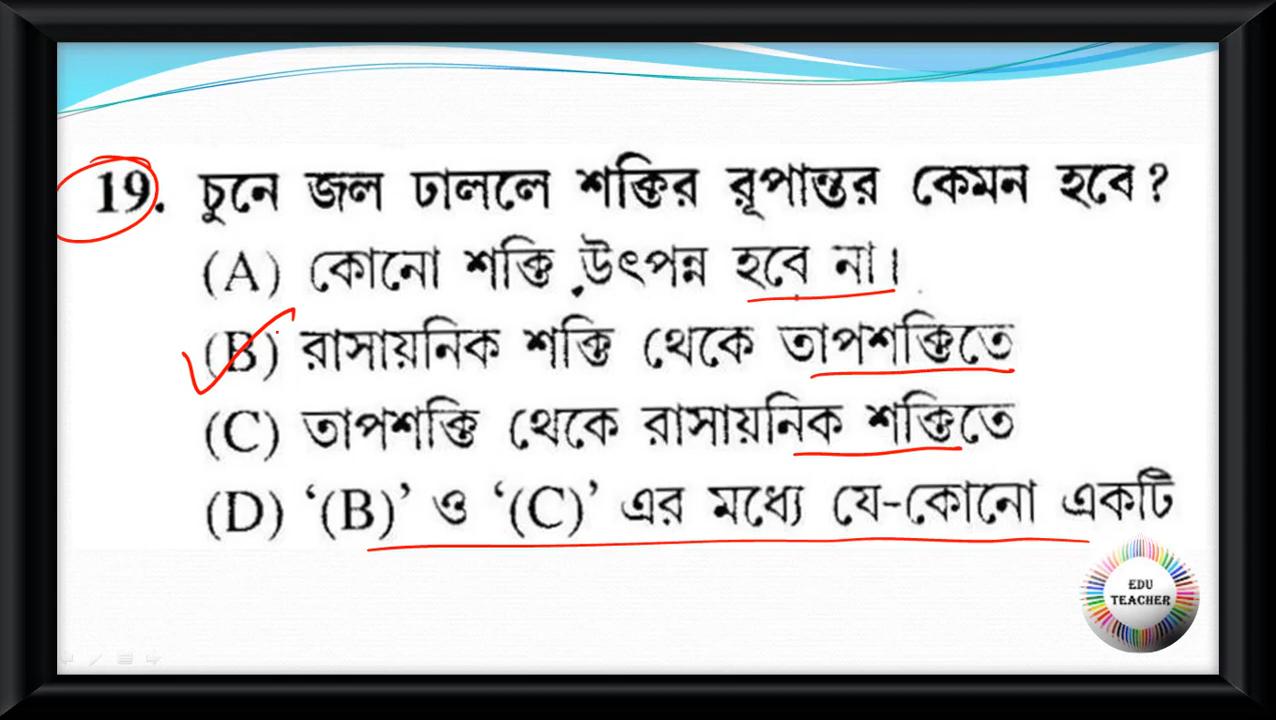 19. চুনে জল ঢাললে শক্তির রূপান্তর কেমন হবে?
(A) কোনো শক্তি উৎপন্ন হবে না।
(B) রাসায়নিক শক্তি থেকে তাপশক্তিতে
(C) তাপশক্তি থেকে রাসায়নিক শক্তিতে
(D) ‘(B)’ ও ‘(C)’ এর মধ্যে যে-কোনো একটি
EDU
TEACHER